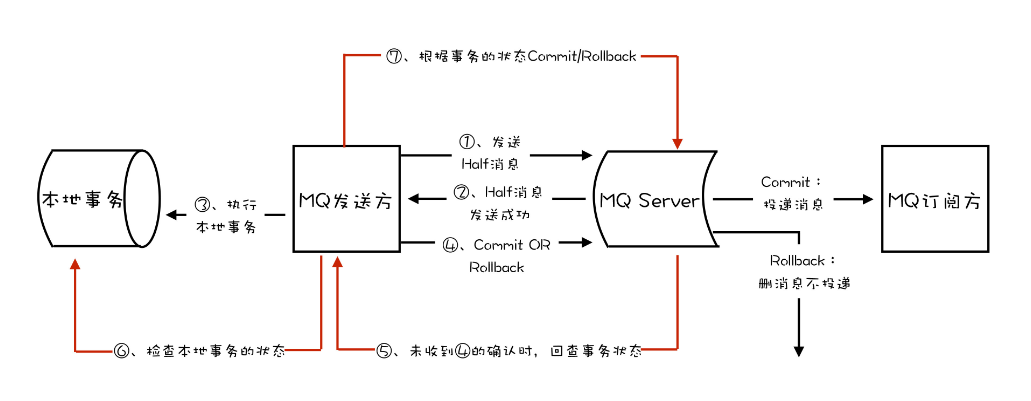 ⑦、根据事务的状态Commit/Rollback
①、发送
Half消息
本地事务
③、执行
本地事务
MQ发送方
②、Half消息
发送成功
④、Commit OR
Rollback
MQ Server
Commit：
投递消息
MQ订阅方
Rollback：
删消息不投递
⑥、检查本地事务的状态
⑤、未收到④的确认时，回查事务状态